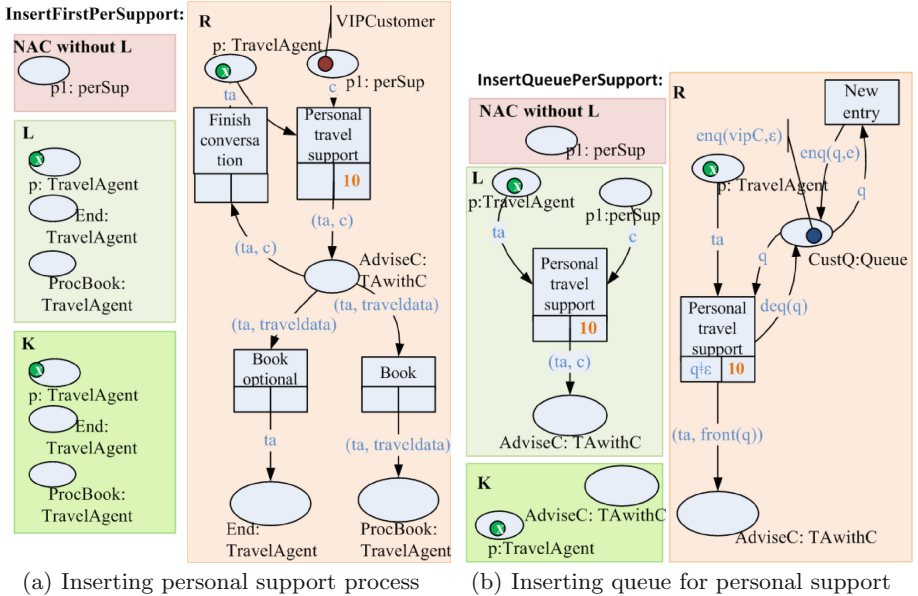 InsertFirstPerSupport:
NAC without L
p1: perSup
L
x
p: TravelAgent
End:
TravelAgent
ProcBook:
TravelAgent
K
x
p: TravelAgent
End:
TravelAgent
ProcBook:
TravelAgent
R
VIPCustomer
p: TravelAgent
x
p1: perSup
ta
c
Finish
conversa
tion
Personal
travel
support
10
(ta, c)
(ta, c)
AdviseC:
TAwithC
(ta, traveldata)
(ta, traveldata)
Book
optional
Book
ta
(ta, traveldata)
End:
TravelAgent
ProcBook:
TravelAgent
(a) Inserting personal support process
InsertQueuePerSupport:
NAC without L
p1: perSup
L
x
p:TravelAgent
p1:perSup
ta
c
Personal
travel
support
10
(ta, c)
AdviseC: TAwithC
K
AdviseC: TAwithC
x
p:TravelAgent
R
New
entry
enq(vipC,ε)
enq(q,e)
x
p: TravelAgent
q
ta
CustQ:Queue
q
Personal
travel
support
deq(q)
q‡ε
10
(ta, front(q))
AdviseC: TAwithC
(b) Inserting queue for personal support